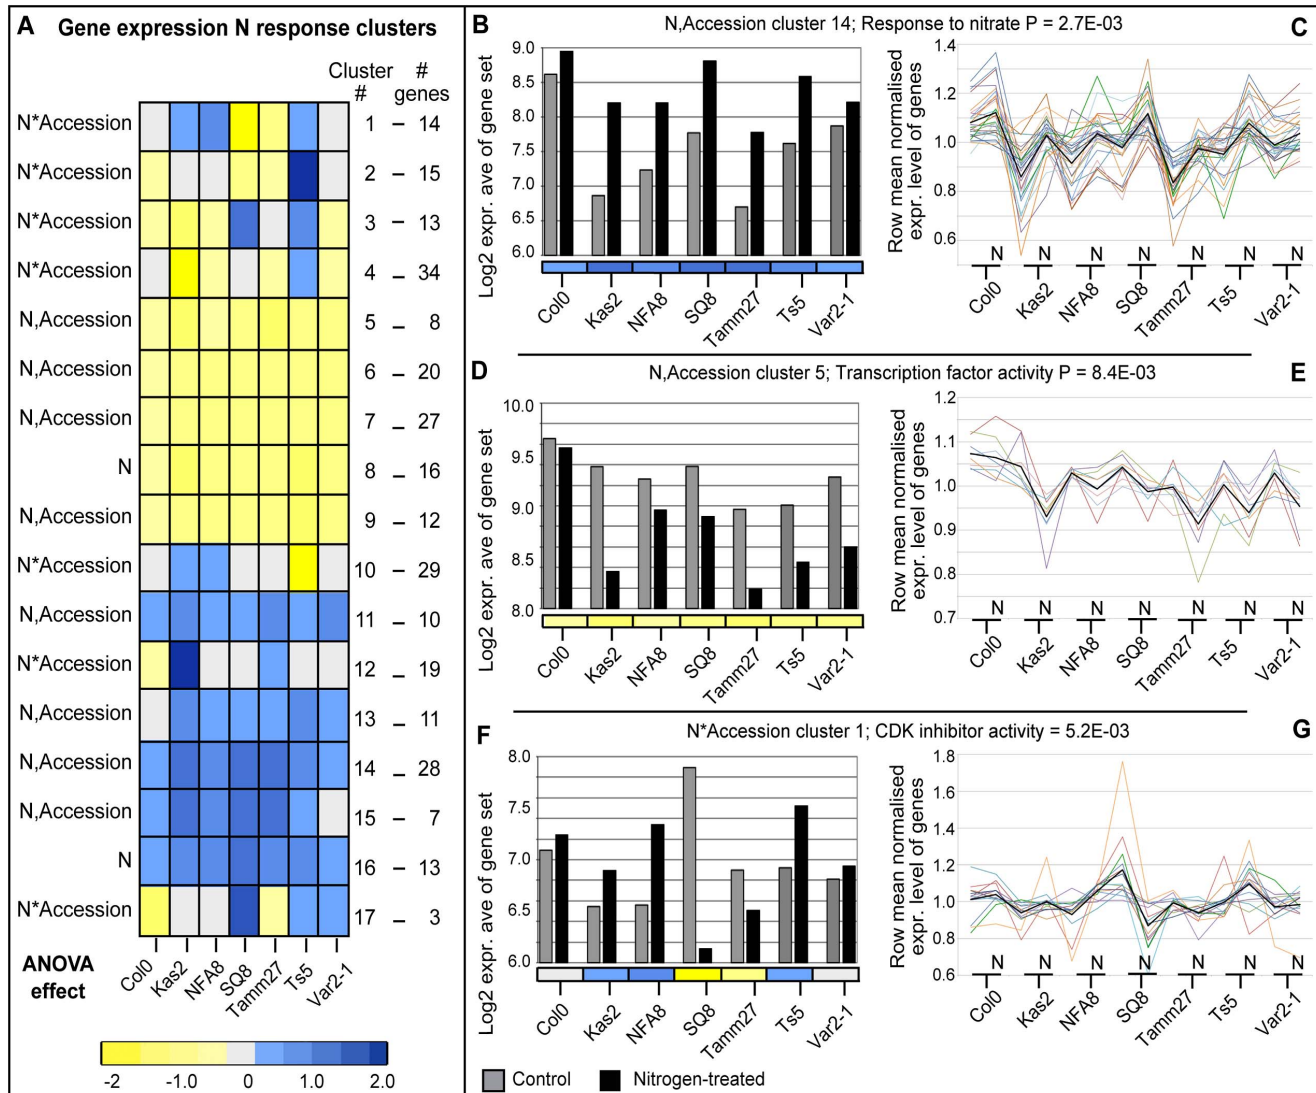 A Gene expression N response clusters
Cluster #
# genes
N*Accession 1 – 14
N*Accession 2 – 15
N*Accession 3 – 13
N*Accession 4 – 34
N,Accession 5 – 8
N,Accession 6 – 20
N,Accession 7 – 27
N 8 – 16
N,Accession 9 – 12
N*Accession 10 – 29
N,Accession 11 – 10
N*Accession 12 – 19
N,Accession 13 – 11
N,Accession 14 – 28
N,Accession 15 – 7
N 16 – 13
N*Accession 17 – 3
ANOVA effect
Col0 Kas2 NFA8 SQ8 Tamm27 Ts5 Var2-1
-2 -1.0 0 1.0 2.0
B N,Accession cluster 14; Response to nitrate P = 2.7E-03 C
Log2 expr. ave of gene set
9.0
8.5
8.0
7.5
7.0
6.5
6.0
Col0 Kas2 NFA8 SQ8 Tamm27 Ts5 Var2-1
Row mean normalised
expr. level of genes
1.4
1.2
1.0
0.8
0.6
N N N N N N N
Col0 Kas2 NFA8 SQ8 Tamm27 Ts5 Var2-1
D N,Accession cluster 5; Transcription factor activity P = 8.4E-03 E
Log2 expr. ave of gene set
10.0
9.5
9.0
8.5
8.0
Col0 Kas2 NFA8 SQ8 Tamm27 Ts5 Var2-1
Row mean normalised
expr. level of genes
1.2
1.1
1.0
0.9
0.8
0.7
N N N N N N N
Col0 Kas2 NFA8 SQ8 Tamm27 Ts5 Var2-1
F N*Accession cluster 1; CDK inhibitor activity = 5.2E-03 G
Log2 expr. ave of gene set
8.0
7.5
7.0
6.5
6.0
Col0 Kas2 NFA8 SQ8 Tamm27 Ts5 Var2-1
Row mean normalised
expr. level of genes
1.8
1.6
1.4
1.2
1.0
0.8
0.6
N N N N N N N
Col0 Kas2 NFA8 SQ8 Tamm27 Ts5 Var2-1
Control Nitrogen-treated